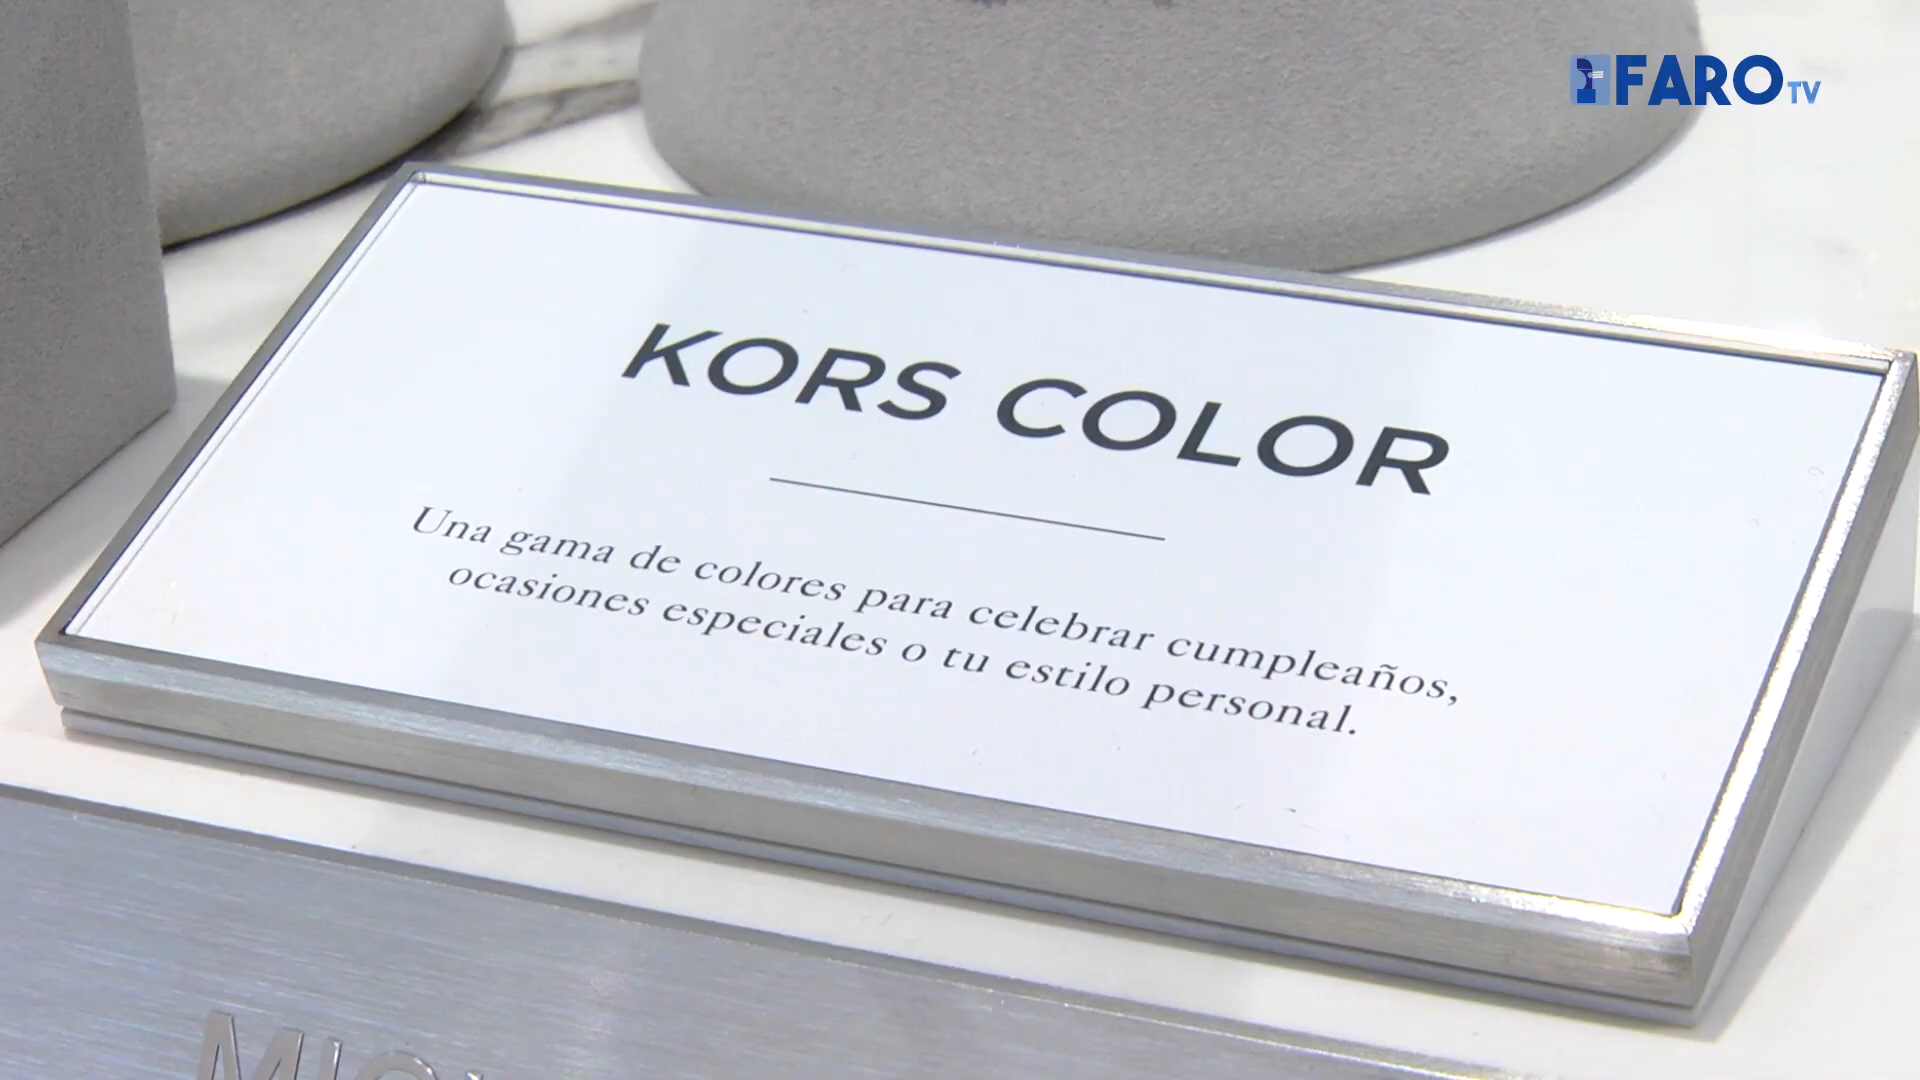 FARO TV
KORS COLOR
Una gama de colores para celebrar cumpleaños,
ocasiones especiales o tu estilo personal.